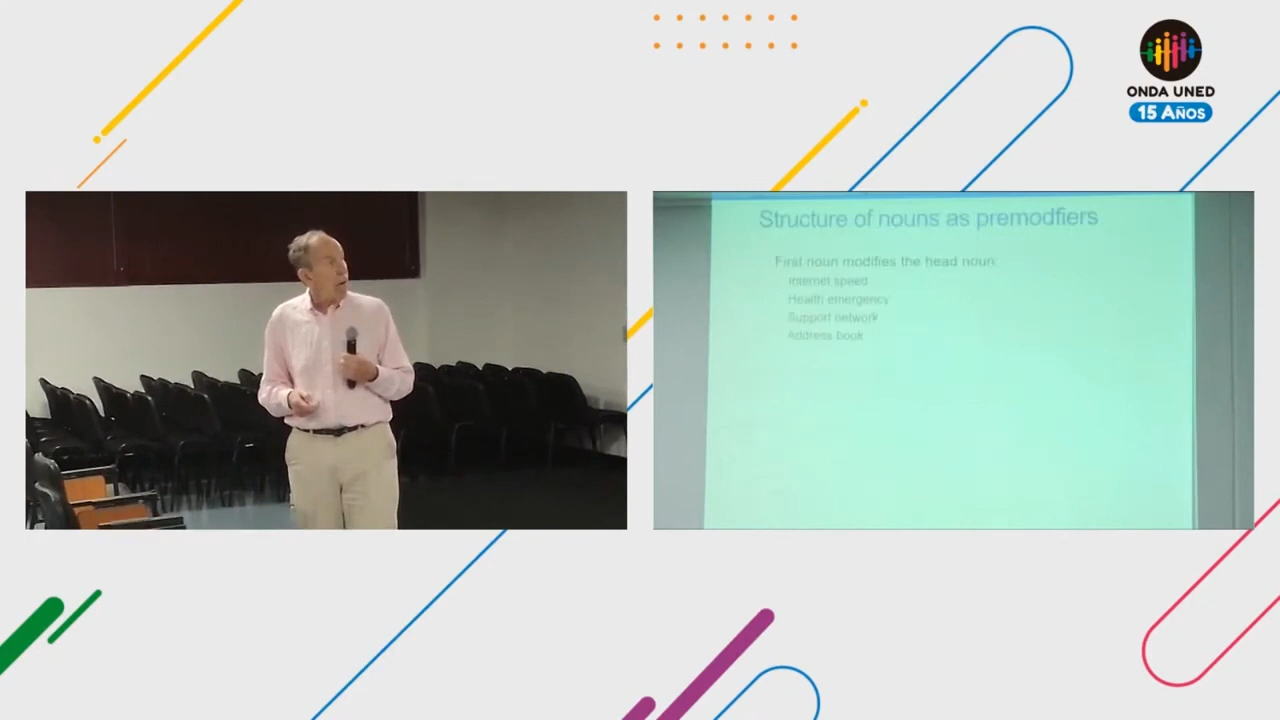 ONDA UNED
15 AÑOS
Structure of nouns as premodfiers
First noun modifies the head noun:
Internet speed
Health emergency
Support network
Address book